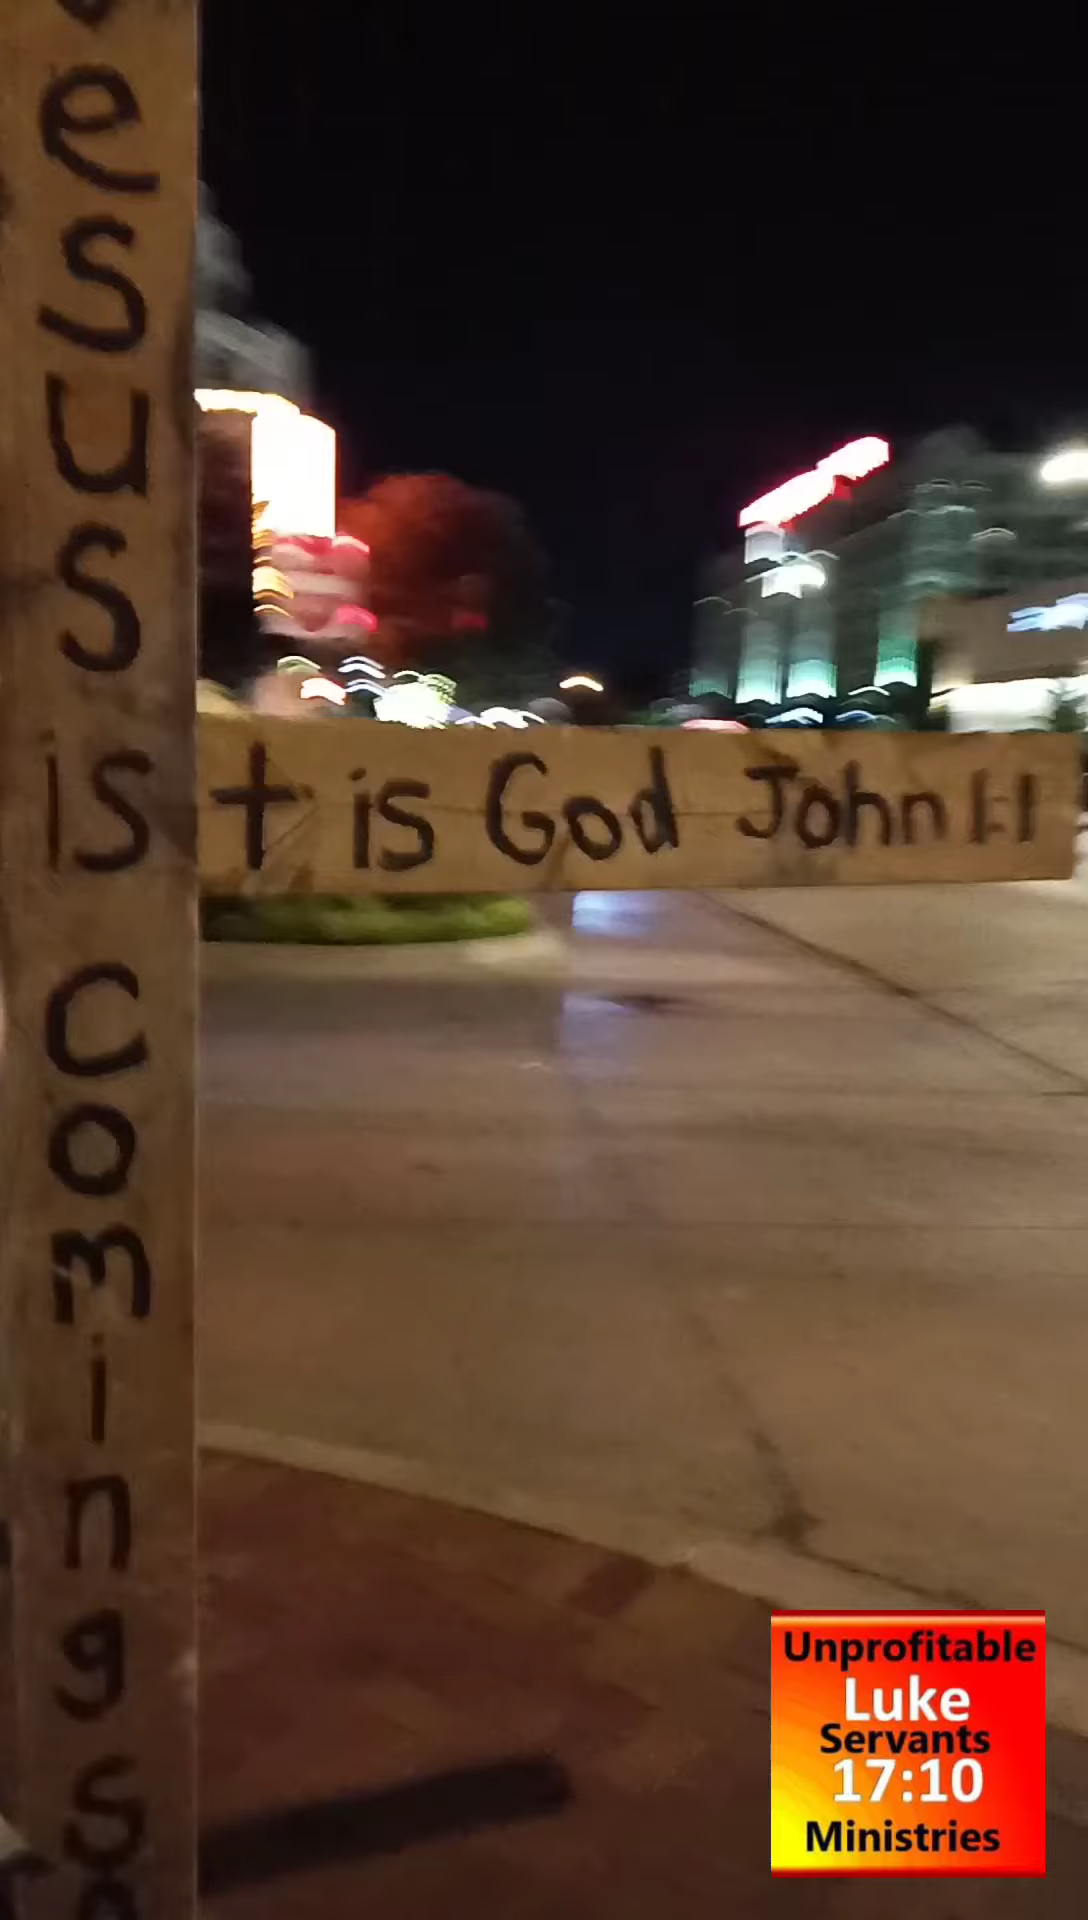 esus is coming
t is God John 1:1
Unprofitable
Luke
Servants
17:10
Ministries